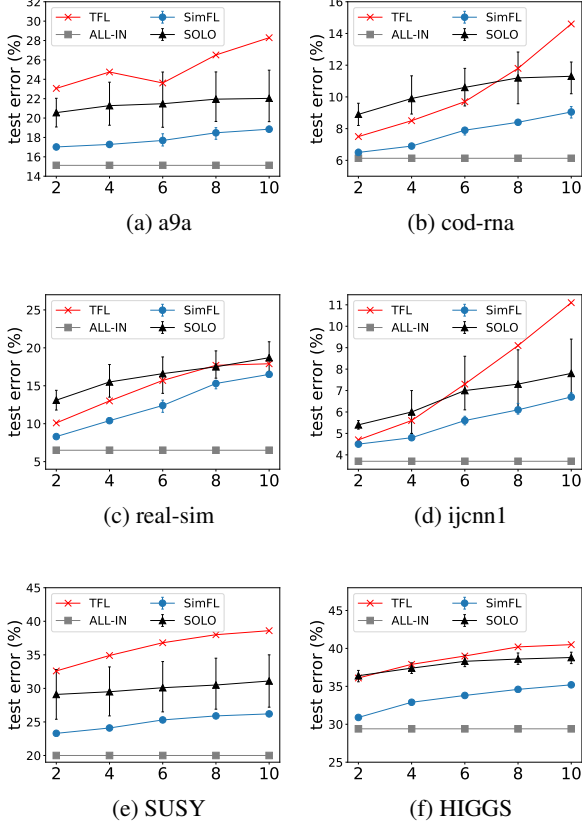 TFL SimFL
ALL-IN SOLO
test error (%)
32
30
28
26
24
22
20
18
16
14
2 4 6 8 10
(a) a9a
TFL SimFL
ALL-IN SOLO
test error (%)
16
14
12
10
8
6
2 4 6 8 10
(b) cod-rna
TFL SimFL
ALL-IN SOLO
test error (%)
25
20
15
10
5
2 4 6 8 10
(c) real-sim
TFL SimFL
ALL-IN SOLO
test error (%)
11
10
9
8
7
6
5
4
2 4 6 8 10
(d) ijcnn1
TFL SimFL
ALL-IN SOLO
test error (%)
45
40
35
30
25
20
2 4 6 8 10
(e) SUSY
TFL SimFL
ALL-IN SOLO
test error (%)
45
40
35
30
25
2 4 6 8 10
(f) HIGGS